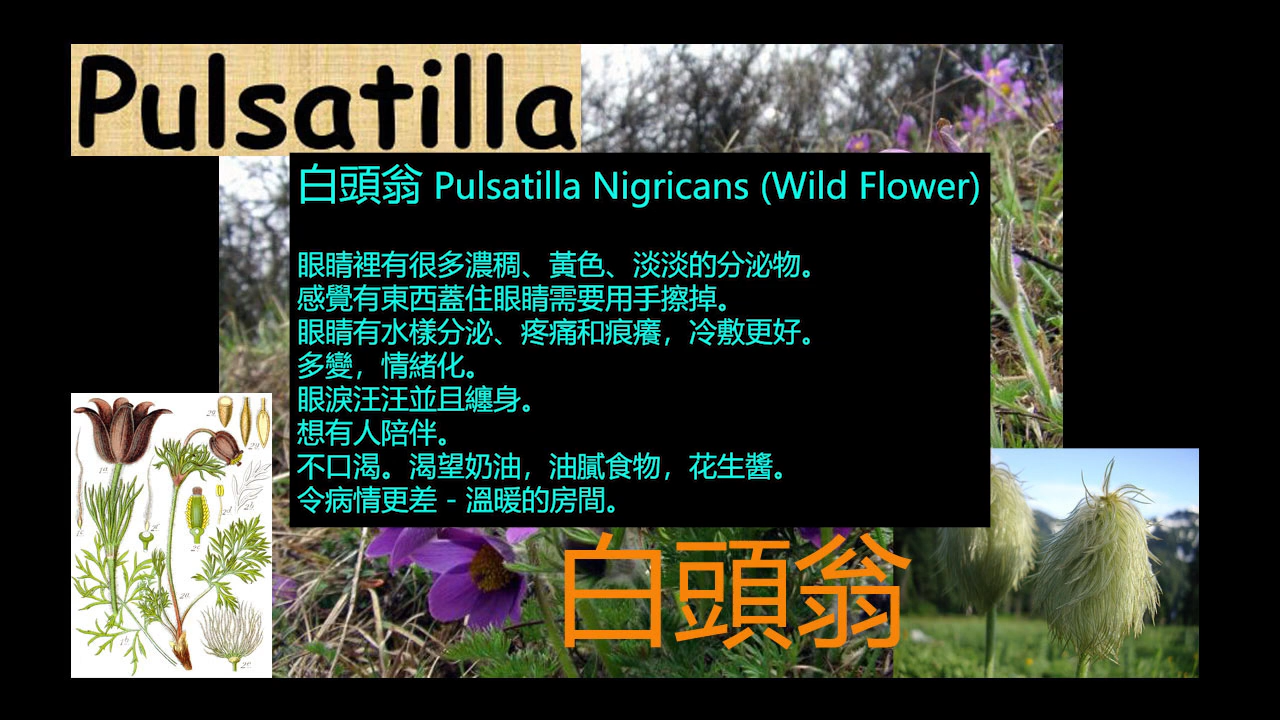 Pulsatilla
白頭翁 Pulsatilla Nigricans (Wild Flower)
眼睛裡有很多濃稠、黃色、淡淡的分泌物。
感覺有東西蓋住眼睛需要用手擦掉。
眼睛有水樣分泌、疼痛和痕癢，冷敷更好。
多變，情緒化。
眼淚汪汪並且纏身。
想有人陪伴。
不口渴。渴望奶油，油膩食物，花生醬。
令病情更差 - 溫暖的房間。
白頭翁